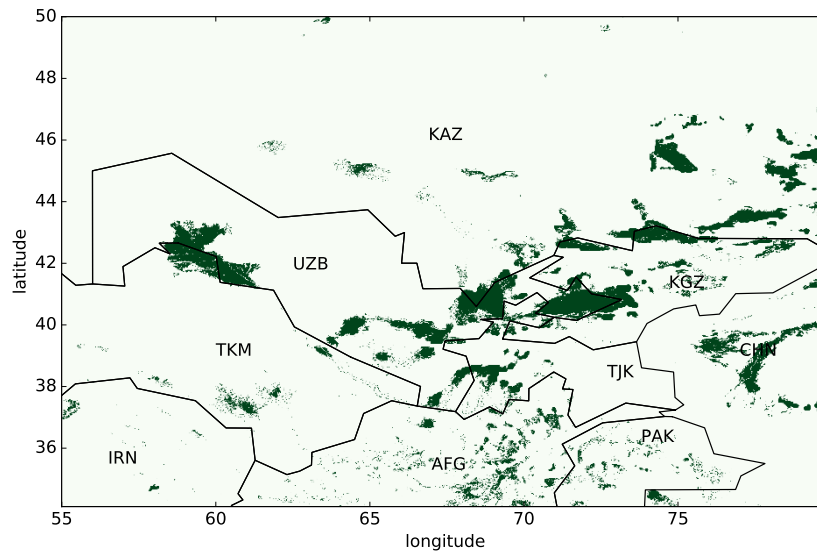 50
48
46
44
42
40
38
36
latitude
KAZ
UZB
KGZ
TKM
CHN
TJK
PAK
IRN
AFG
55 60 65 70 75
longitude